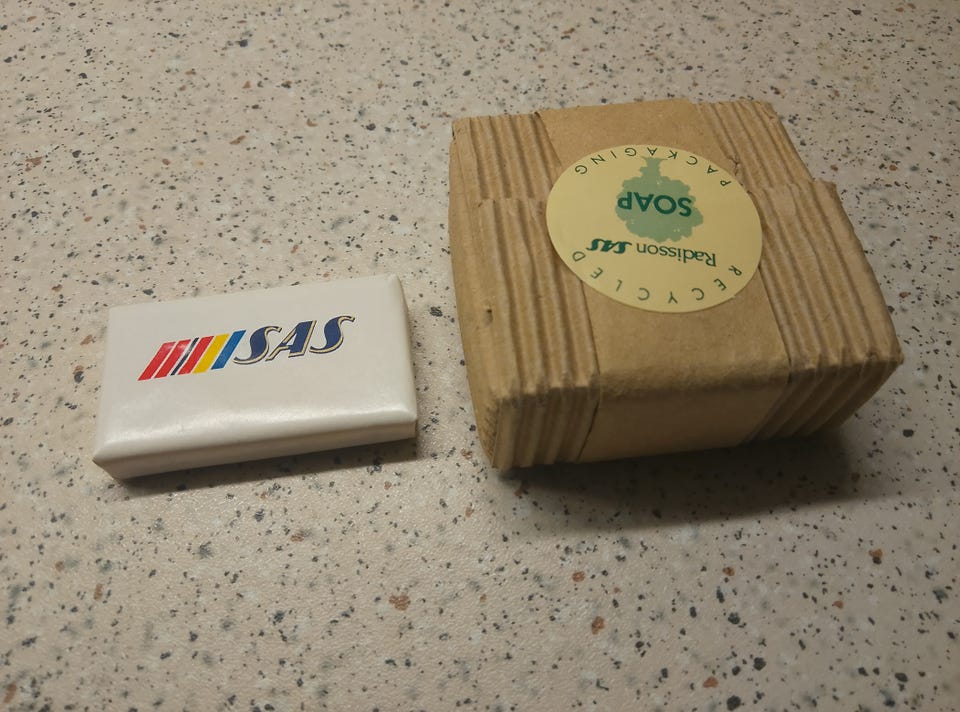 SAS
Radisson SAS
SOAP
RECYCLED
PACKAGING